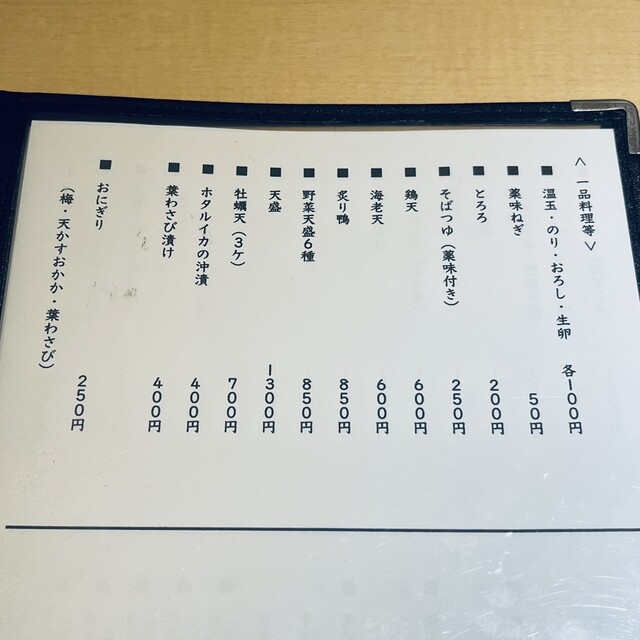 ＜一品料理等＞
■ 温玉・のり・おろし・生卵 各100円
■ 薬味ねぎ 50円
■ とろろ 200円
■ そばつゆ（薬味付き） 250円
■ 鶏天 600円
■ 海老天 600円
■ 炙り鴨 850円
■ 野菜天盛6種 850円
■ 天盛 1300円
■ 牡蠣天（3ケ） 700円
■ ホタルイカの沖漬 400円
■ 葉わさび漬け 400円
■ おにぎり 250円
（梅・天かすおかか・葉わさび）